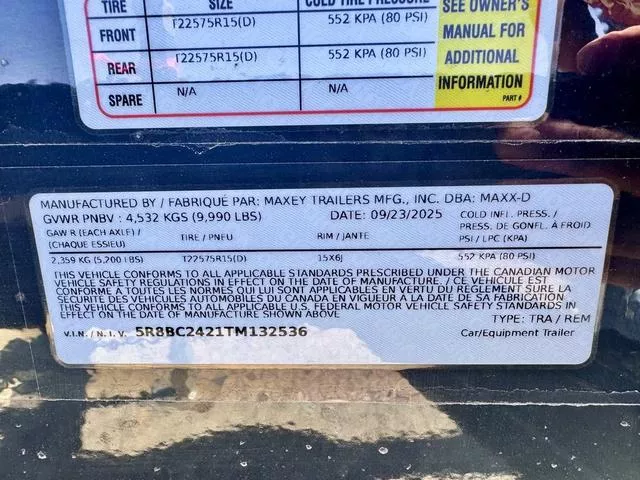 TIRE SIZE COLD TIRE PRESSURE
FRONT T22575R15(D) 552 KPA (80 PSI)
REAR T22575R15(D) 552 KPA (80 PSI)
SPARE N/A N/A
SEE OWNER'S
MANUAL FOR
ADDITIONAL
INFORMATION
PART #
MANUFACTURED BY / FABRIQUÉ PAR: MAXEY TRAILERS MFG., INC. DBA: MAXX-D
GVWR PNBV : 4,532 KGS (9,990 LBS) DATE: 09/23/2025 COLD INFL. PRESS. /
PRESS. DE GONFL. À FROID
GAW R (EACH AXLE) / TIRE / PNEU RIM / JANTE PSI / LPC (KPA)
(CHAQUE ESSIEU)
2,359 KG (5,200 LBS) T22575R15(D) 15X6J 552 KPA (80 PSI)
THIS VEHICLE CONFORMS TO ALL APPLICABLE STANDARDS PRESCRIBED UNDER THE CANADIAN MOTOR
VEHICLE SAFETY REGULATIONS IN EFFECT ON THE DATE OF MANUFACTURE. / CE VÉHICULE EST
CONFORME A TOUTES LES NORMES QUI LUI SONT APPLICABLES EN VERTU DU RÈGLEMENT SUR LA
SÉCURITÉ DES VÉHICULES AUTOMOBILES DU CANADA EN VIGUEUR A LA DATE DE SA FABRICATION
THIS VEHICLE CONFORMS TO ALL APPLICABLE U.S. FEDERAL MOTOR VEHICLE SAFETY STANDARDS IN
EFFECT ON THE DATE OF MANUFACTURE SHOWN ABOVE.
TYPE: TRA / REM
V.I.N. / N. I. V. 5R8BC2421TM132536 Car/Equipment Trailer